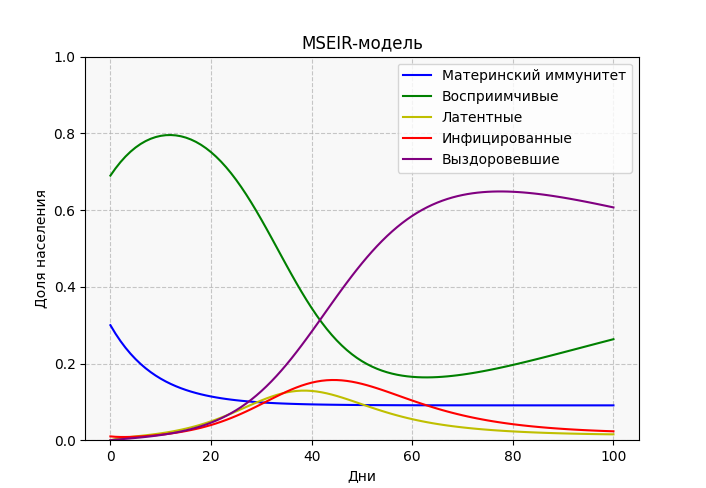 MSEIR-модель
1.0
0.8
0.6
0.4
0.2
0.0
Доля населения
Материнский иммунитет
Восприимчивые
Латентные
Инфицированные
Выздоровевшие
0 20 40 60 80 100
Дни